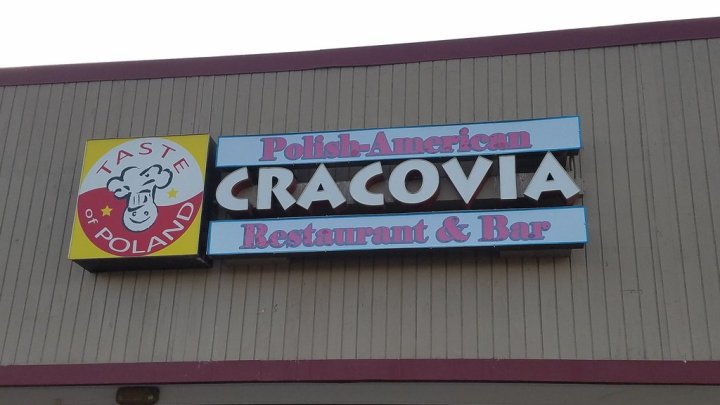 TASTE
of POLAND
Polish-American
CRACOVIA
Restaurant & Bar